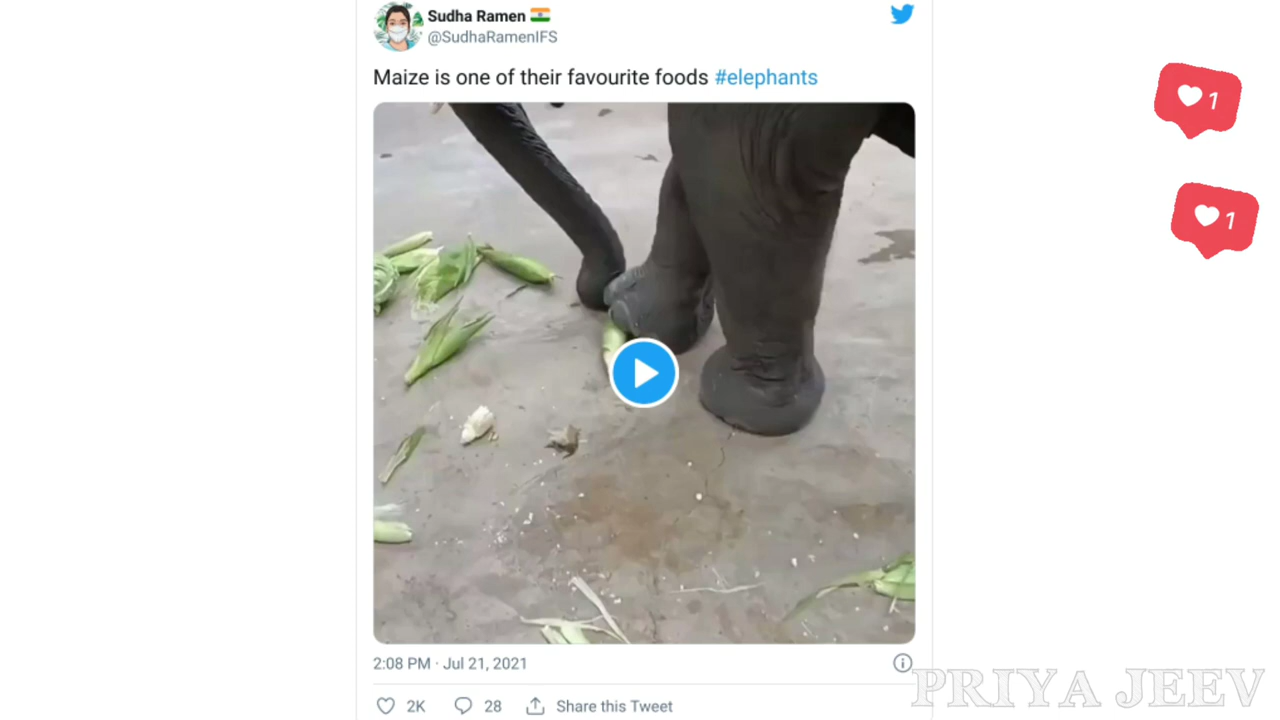 Sudha Ramen 🇮🇳
@SudhaRamenIFS
Maize is one of their favourite foods #elephants
1
1
2:08 PM · Jul 21, 2021
2K 28 Share this Tweet
PRIYA JEEV